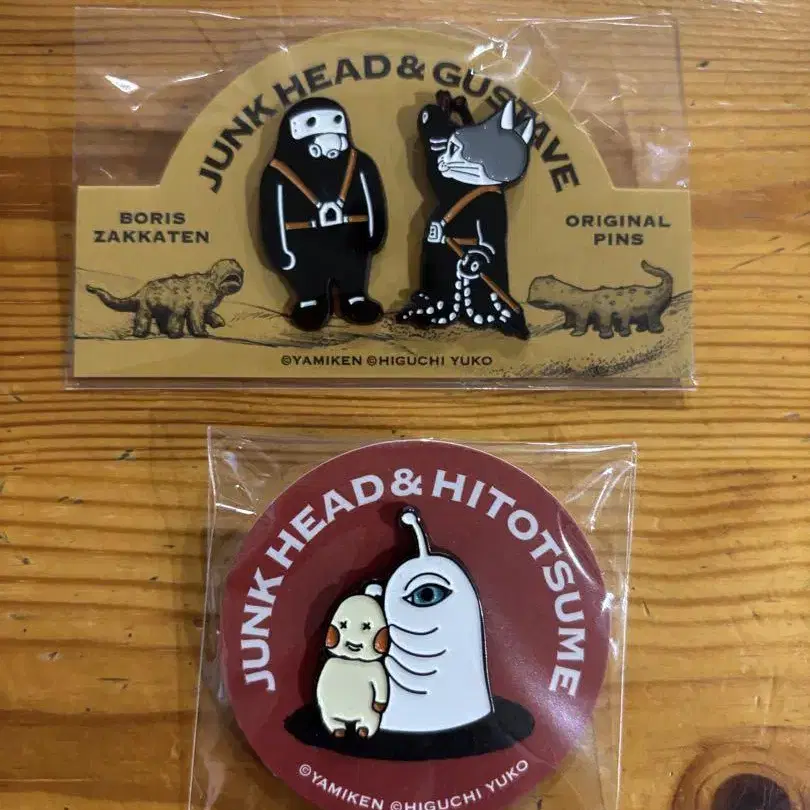 JUNK HEAD & GUSTAVE
BORIS
ZAKKATEN
ORIGINAL
PINS
©YAMIKEN ©HIGUCHI YUKO
JUNK HEAD & HITOTSUME
©YAMIKEN ©HIGUCHI YUKO